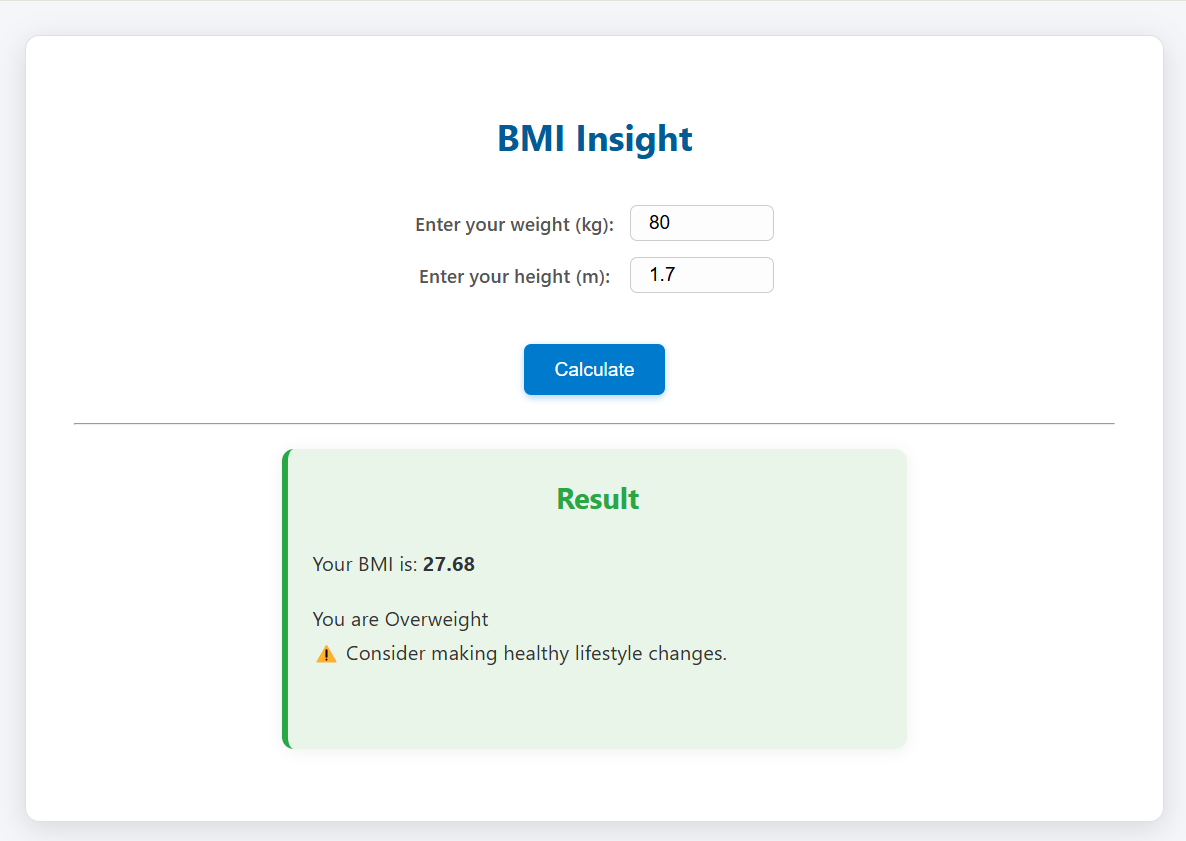 BMI Insight
Enter your weight (kg): 80
Enter your height (m): 1.7
Calculate
Result
Your BMI is: 27.68
You are Overweight
⚠️ Consider making healthy lifestyle changes.